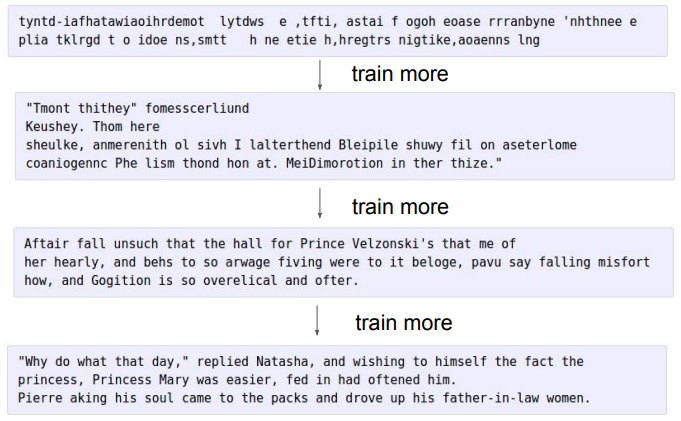 tyntd-iafhatawiaoihrdemot  lytdws  e ,tfti, astai f ogoh eoase rrranbyne 'nhthnee e
plia tklrgd t o idoe ns,smtt   h ne etie h,hregtrs nigtike,aoaenns lng
train more
"Tmont thithey" fomesscerliund
Keushey. Thom here
sheulke, anmerenith ol sivh I lalterthend Bleipile shuwy fil on aseterlome
coaniogennc Phe lism thond hon at. MeiDimorotion in ther thize."
train more
Aftair fall unsuch that the hall for Prince Velzonski's that me of
her hearly, and behs to so arwage fiving were to it beloge, pavu say falling misfort
how, and Gogition is so overelical and ofter.
train more
"Why do what that day," replied Natasha, and wishing to himself the fact the
princess, Princess Mary was easier, fed in had oftened him.
Pierre aking his soul came to the packs and drove up his father-in-law women.